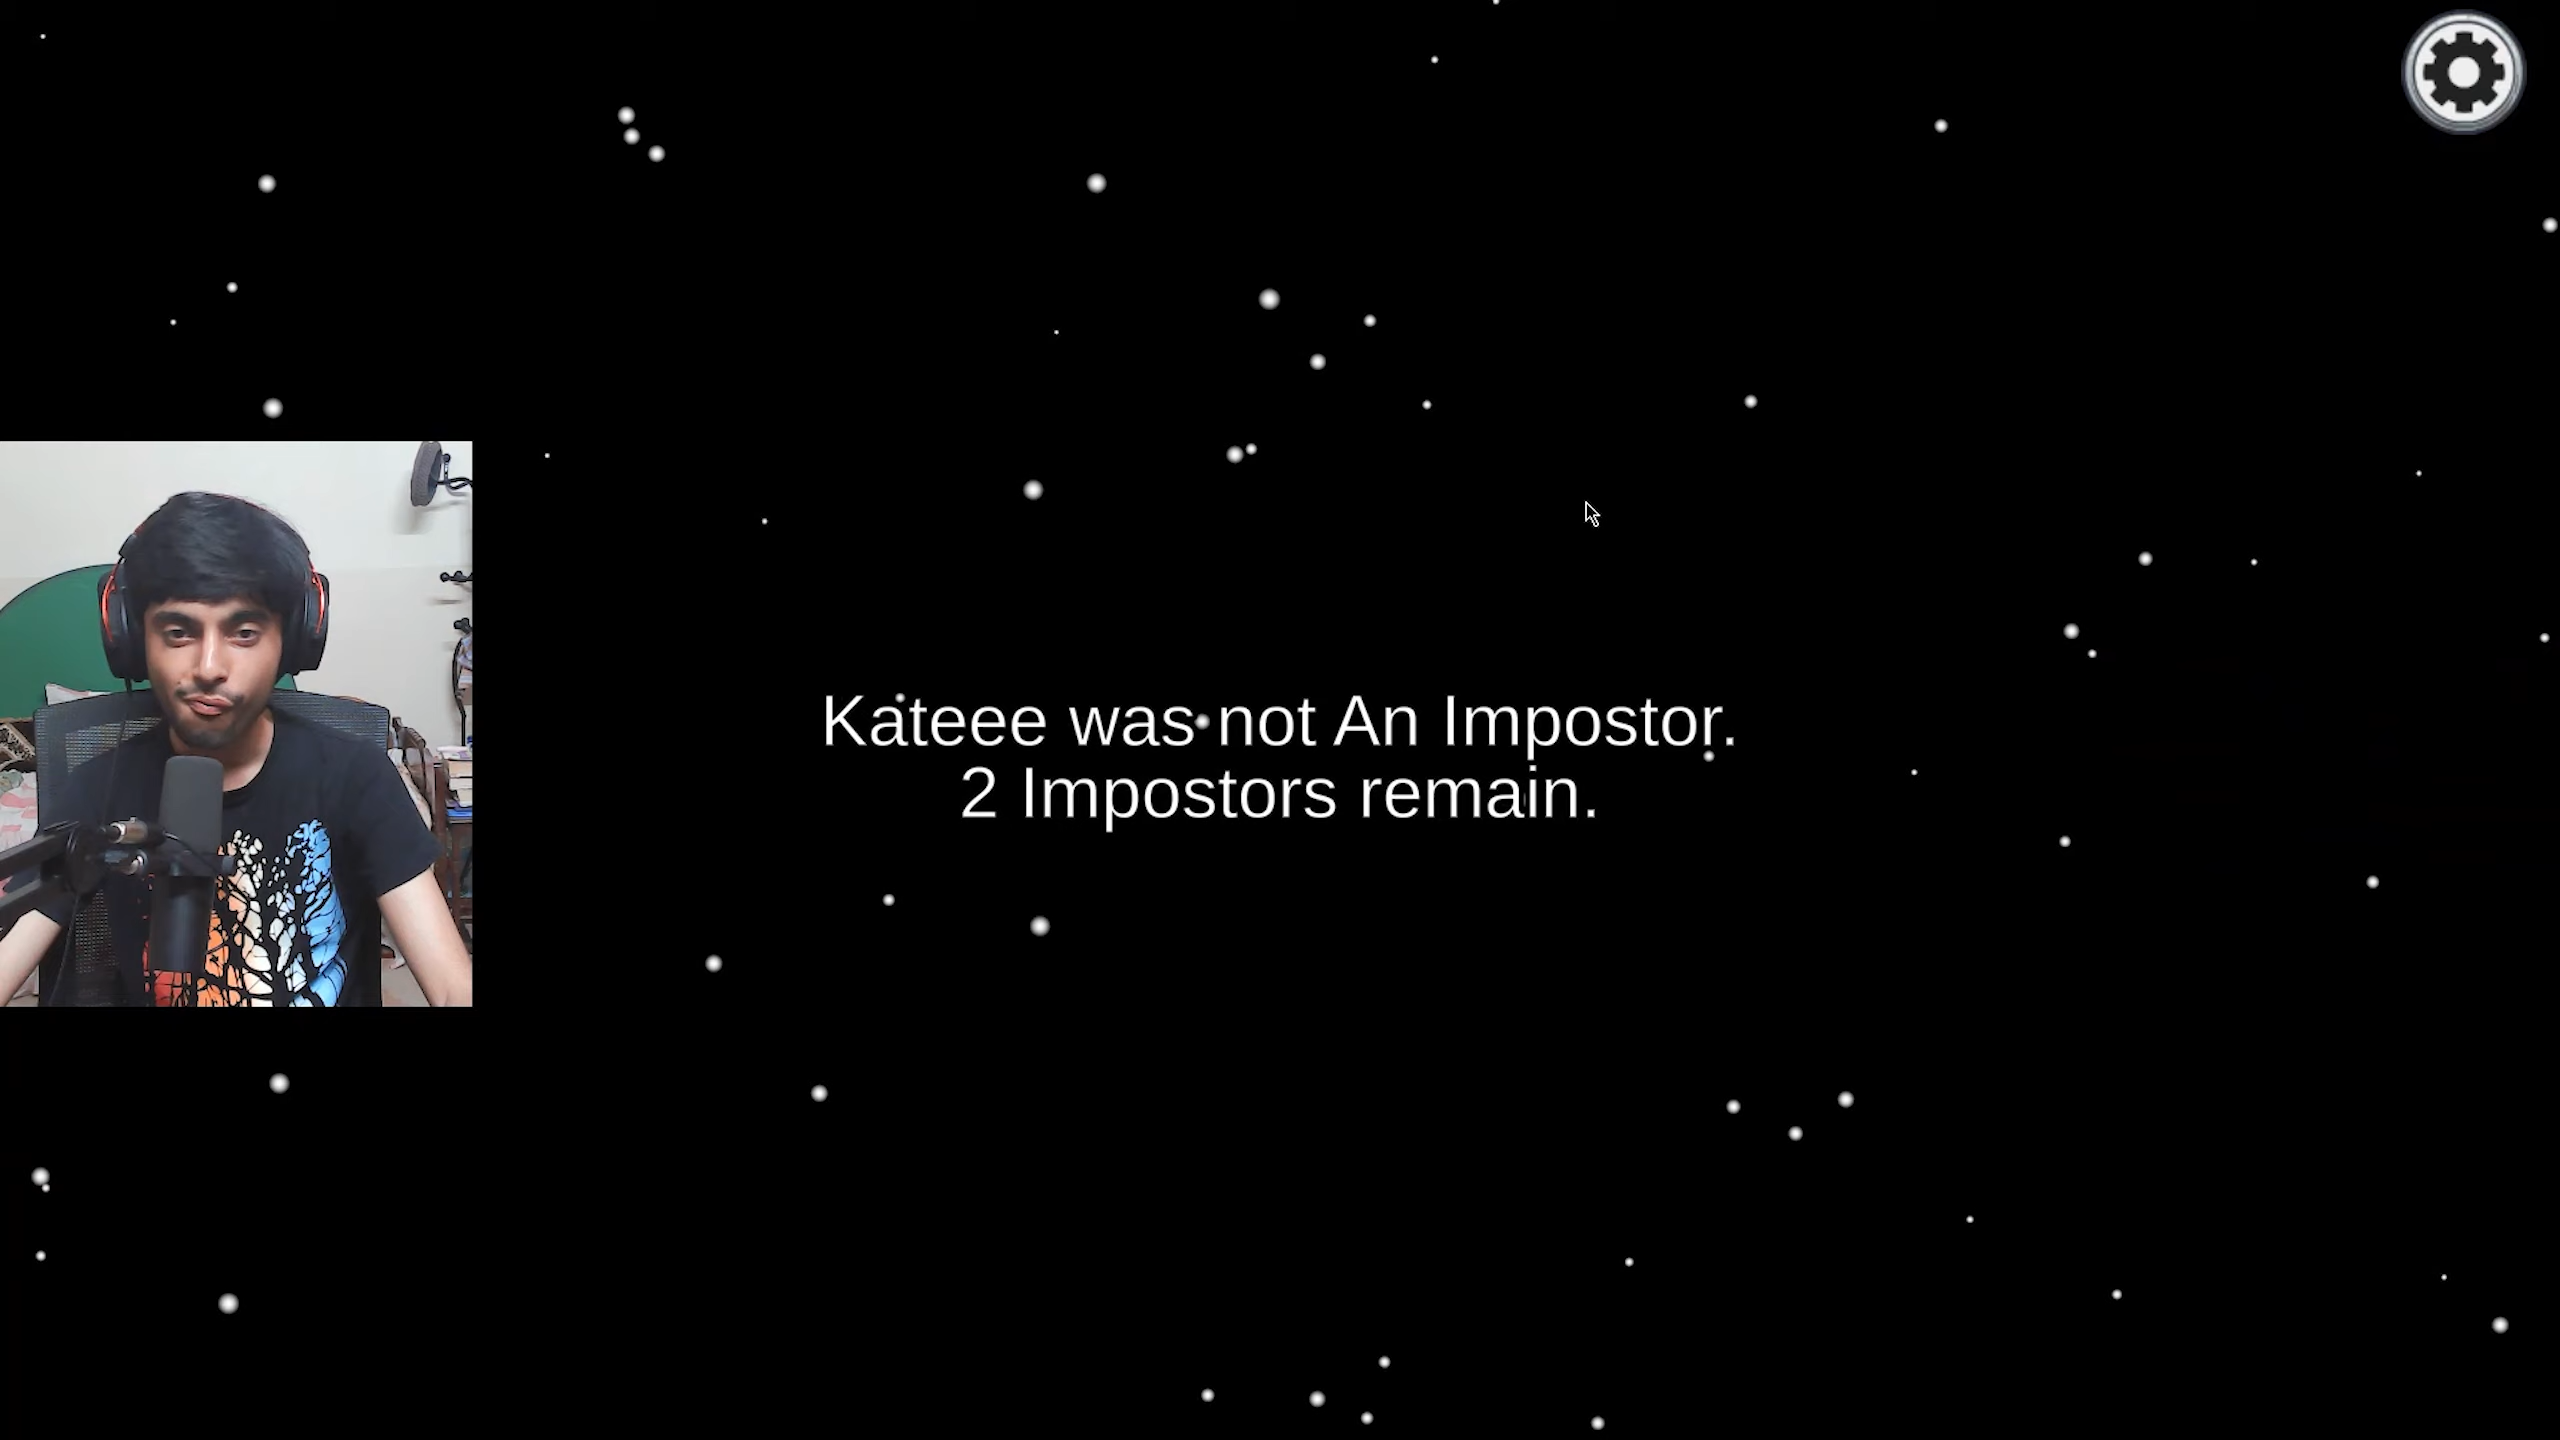 Kateee was not An Impostor.
2 Impostors remain.